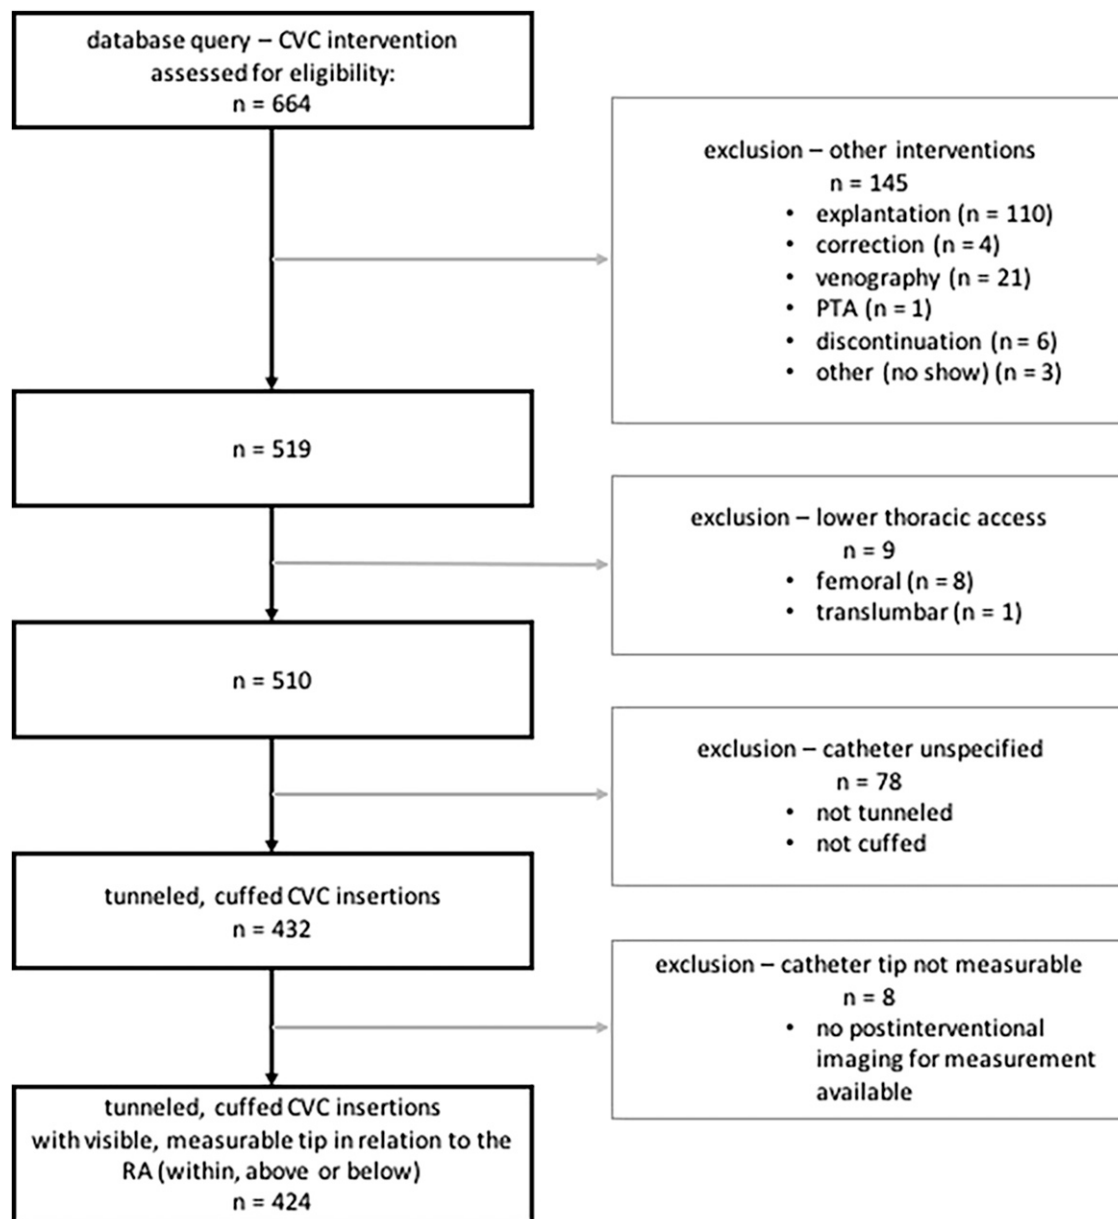 database query – CVC intervention
assessed for eligibility:
n = 664
exclusion – other interventions
n = 145
• explantation (n = 110)
• correction (n = 4)
• venography (n = 21)
• PTA (n = 1)
• discontinuation (n = 6)
• other (no show) (n = 3)
n = 519
exclusion – lower thoracic access
n = 9
• femoral (n = 8)
• translumbar (n = 1)
n = 510
exclusion – catheter unspecified
n = 78
• not tunneled
• not cuffed
tunneled, cuffed CVC insertions
n = 432
exclusion – catheter tip not measurable
n = 8
• no postinterventional
imaging for measurement
available
tunneled, cuffed CVC insertions
with visible, measurable tip in relation to the
RA (within, above or below)
n = 424